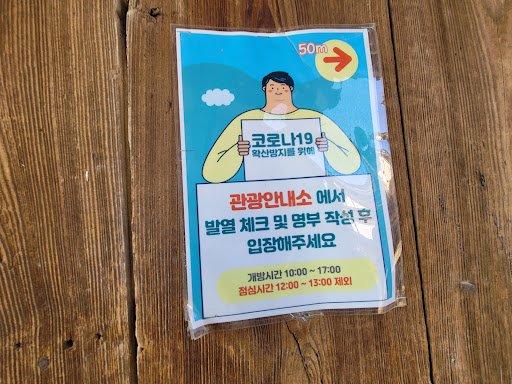 50m
코로나19
확산방지를 위해
관광안내소 에서
발열 체크 및 명부 작성 후
입장해주세요
개방시간 10:00 ~ 17:00
점심시간 12:00 ~ 13:00 제외